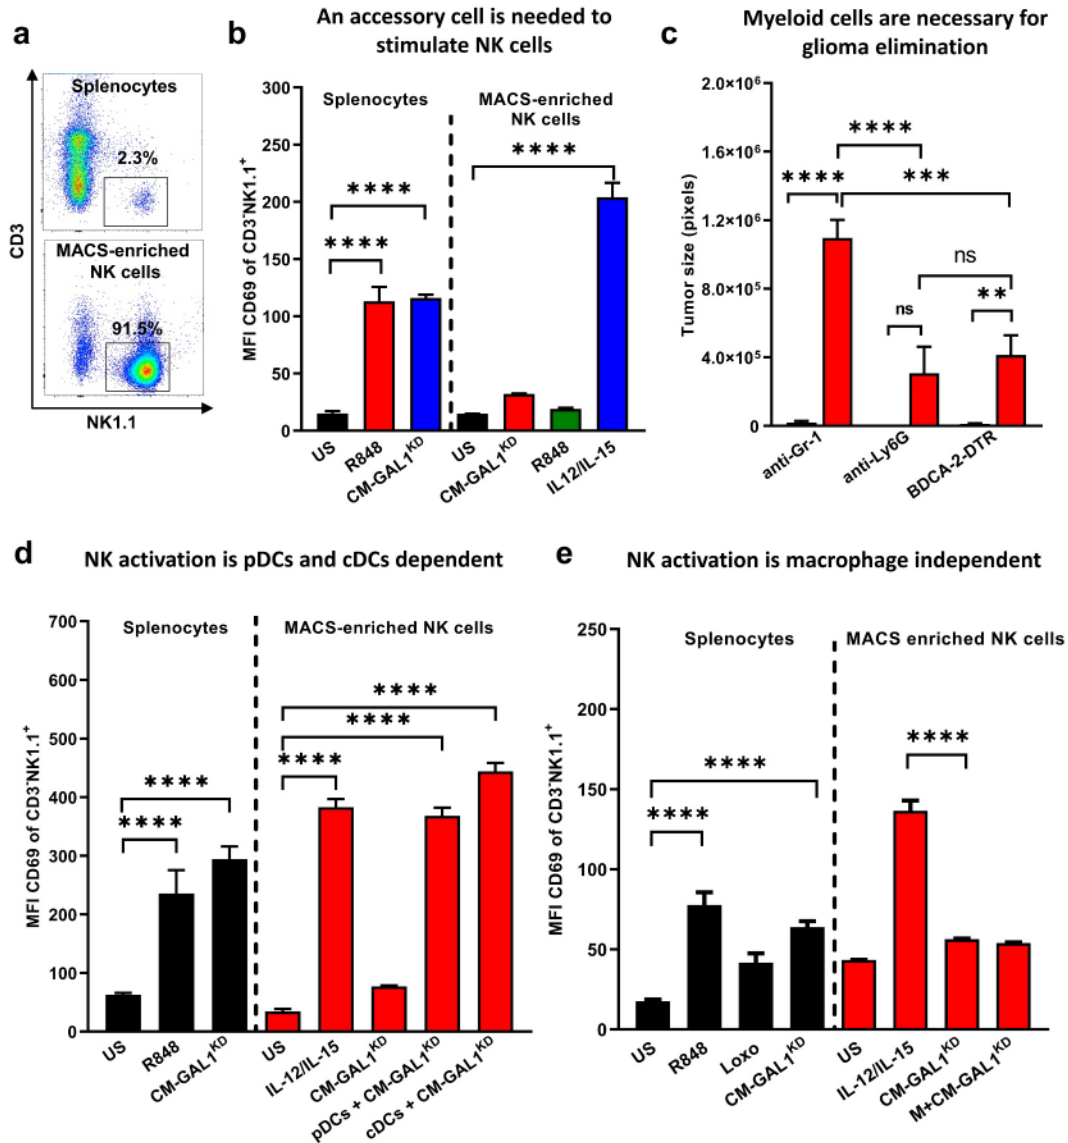 a
CD3
Splenocytes
2.3%
MACS-enriched
NK cells
91.5%
NK1.1
b
An accessory cell is needed to
stimulate NK cells
MFI CD69 of CD3-NK1.1+
300
250
200
150
100
50
0
Splenocytes
MACS-enriched
NK cells
****
****
****
US
R848
CM-GAL1KD
US
CM-GAL1KD
R848
IL12/IL-15
c
Myeloid cells are necessary for
glioma elimination
Tumor size (pixels)
2.0×10⁶
1.6×10⁶
1.2×10⁶
8.0×10⁵
4.0×10⁵
0
****
****
***
ns
ns
**
anti-Gr-1
anti-Ly6G
BDCA-2-DTR
d
NK activation is pDCs and cDCs dependent
MFI CD69 of CD3-NK1.1+
700
600
500
400
300
200
100
0
Splenocytes
MACS-enriched NK cells
****
****
****
****
****
US
R848
CM-GAL1KD
US
IL-12/IL-15
CM-GAL1KD
pDCs + CM-GAL1KD
cDCs + CM-GAL1KD
e
NK activation is macrophage independent
MFI CD69 of CD3-NK1.1+
250
200
150
100
50
0
Splenocytes
MACS enriched NK cells
****
****
****
US
R848
Loxo
CM-GAL1KD
US
IL-12/IL-15
CM-GAL1KD
M+CM-GAL1KD